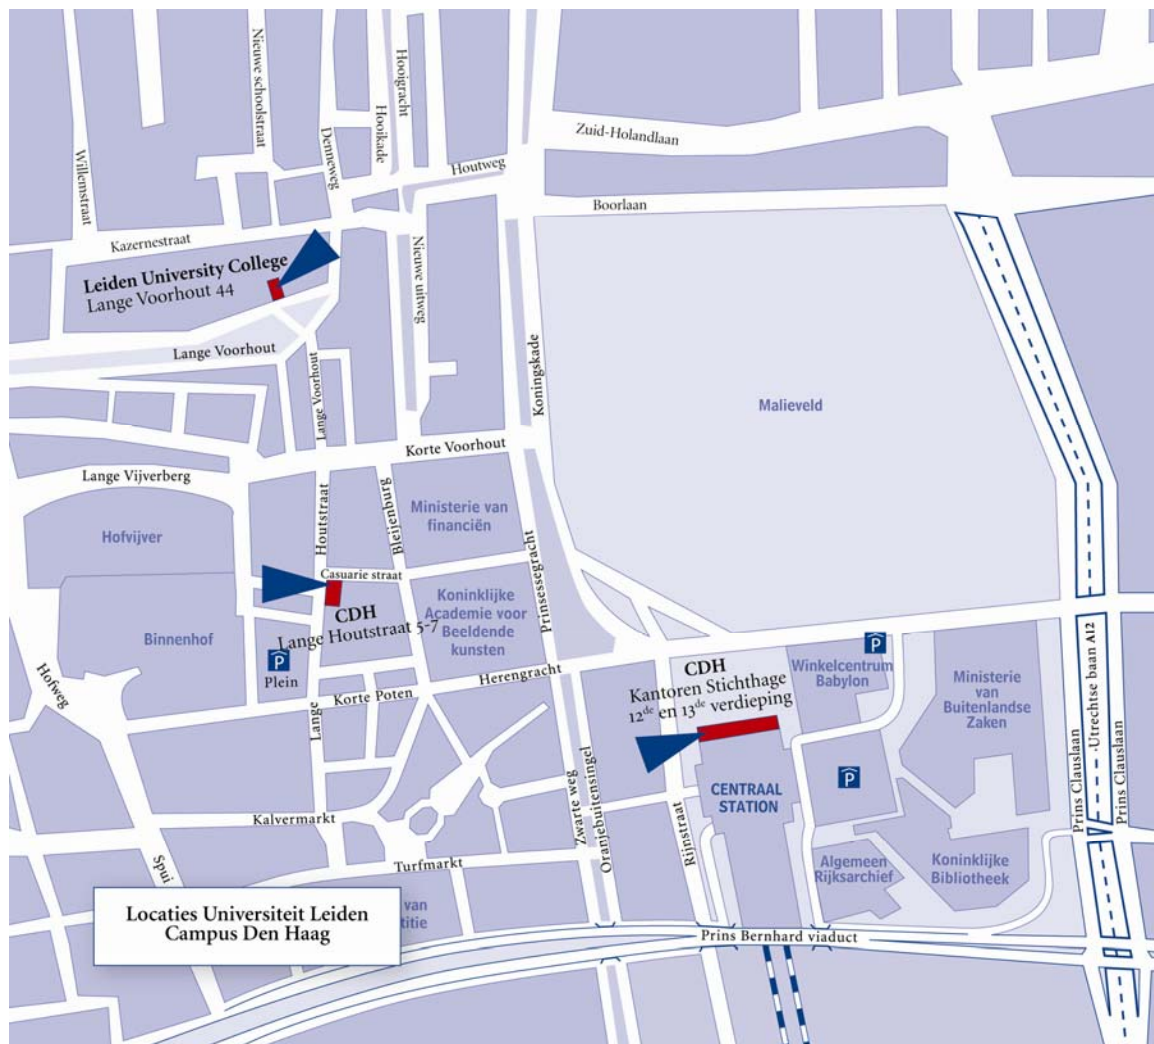 Nieuwe schoolstraat
Hooigracht
Hooikade
Denneweg
Willemstraat
Zuid-Holandlaan
Houtweg
Boorlaan
Kazernestraat
Leiden University College
Lange Voorhout 44
Nieuwe uitweg
Koningskade
Lange Voorhout
Lange Voorhout
Malieveld
Korte Voorhout
Lange Vijverberg
Hofvijver
Houtstraat
Bleijenburg
Ministerie van
financiën
Prinsessegracht
Casuarie straat
CDH
Lange Houtstraat 5-7
Koninklijke
Academie voor
Beeldende
kunsten
Binnenhof
P
Plein
Hofweg
Lange
Korte Poten
Herengracht
CDH
Kantoren Stichthage
12de en 13de verdieping
P
Winkelcentrum
Babylon
Ministerie
van
Buitenlandse
Zaken
Utrechtse baan A12
Prins Clauslaan
Prins Clauslaan
P
CENTRAAL
STATION
Zwarte weg
Oranjebuitensingel
Rijnstraat
Kalvermarkt
Spui
Turfmarkt
Algemeen
Rijksarchief
Koninklijke
Bibliotheek
Locaties Universiteit Leiden
Campus Den Haag
van
titie
Prins Bernhard viaduct